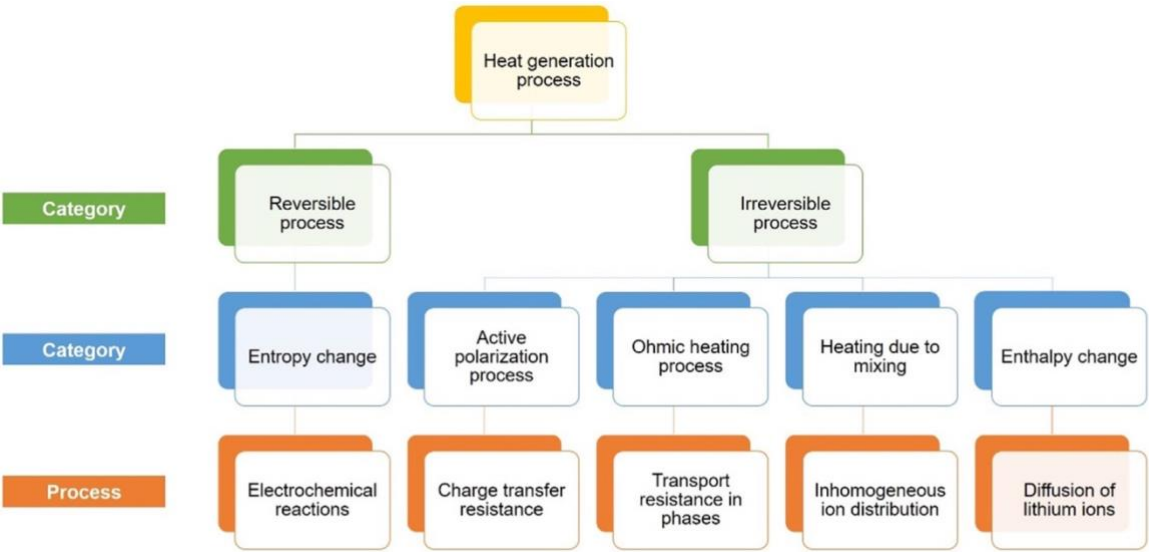 Heat generation
process
Category
Reversible
process
Irreversible
process
Category
Entropy change
Active
polarization
process
Ohmic heating
process
Heating due to
mixing
Enthalpy change
Process
Electrochemical
reactions
Charge transfer
resistance
Transport
resistance in
phases
Inhomogeneous
ion distribution
Diffusion of
lithium ions